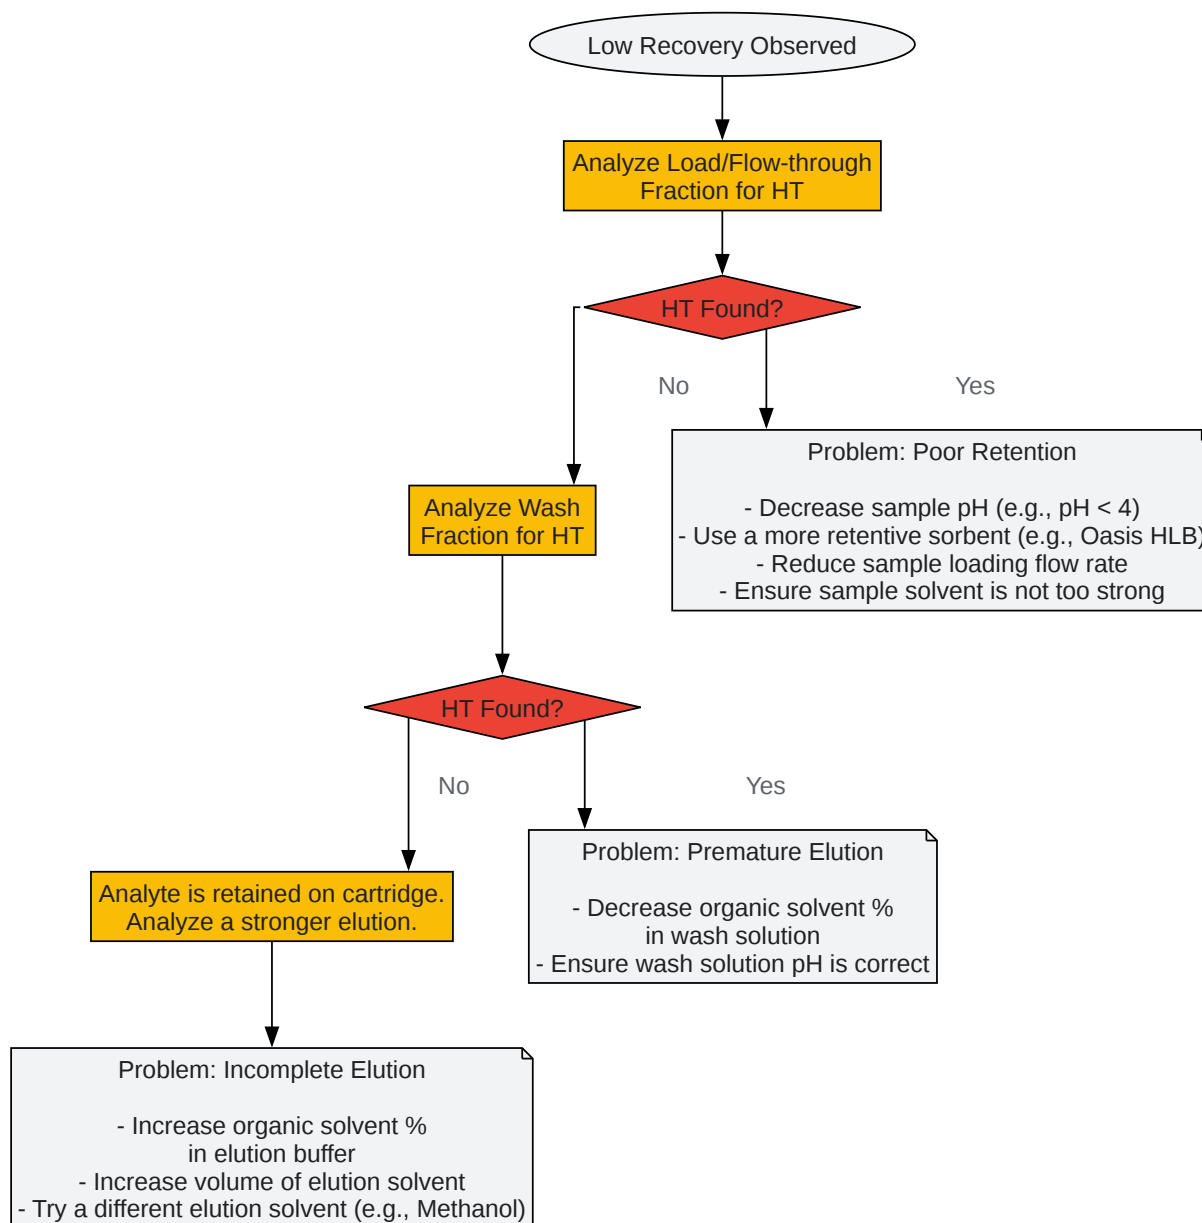 Low Recovery Observed
Analyze Load/Flow-through
Fraction for HT
HT Found?
No
Yes
Problem: Poor Retention
- Decrease sample pH (e.g., pH < 4)
- Use a more retentive sorbent (e.g., Oasis HLB)
- Reduce sample loading flow rate
- Ensure sample solvent is not too strong
Analyze Wash
Fraction for HT
HT Found?
No
Yes
Problem: Premature Elution
- Decrease organic solvent %
in wash solution
- Ensure wash solution pH is correct
Analyte is retained on cartridge.
Analyze a stronger elution.
Problem: Incomplete Elution
- Increase organic solvent %
in elution buffer
- Increase volume of elution solvent
- Try a different elution solvent (e.g., Methanol)